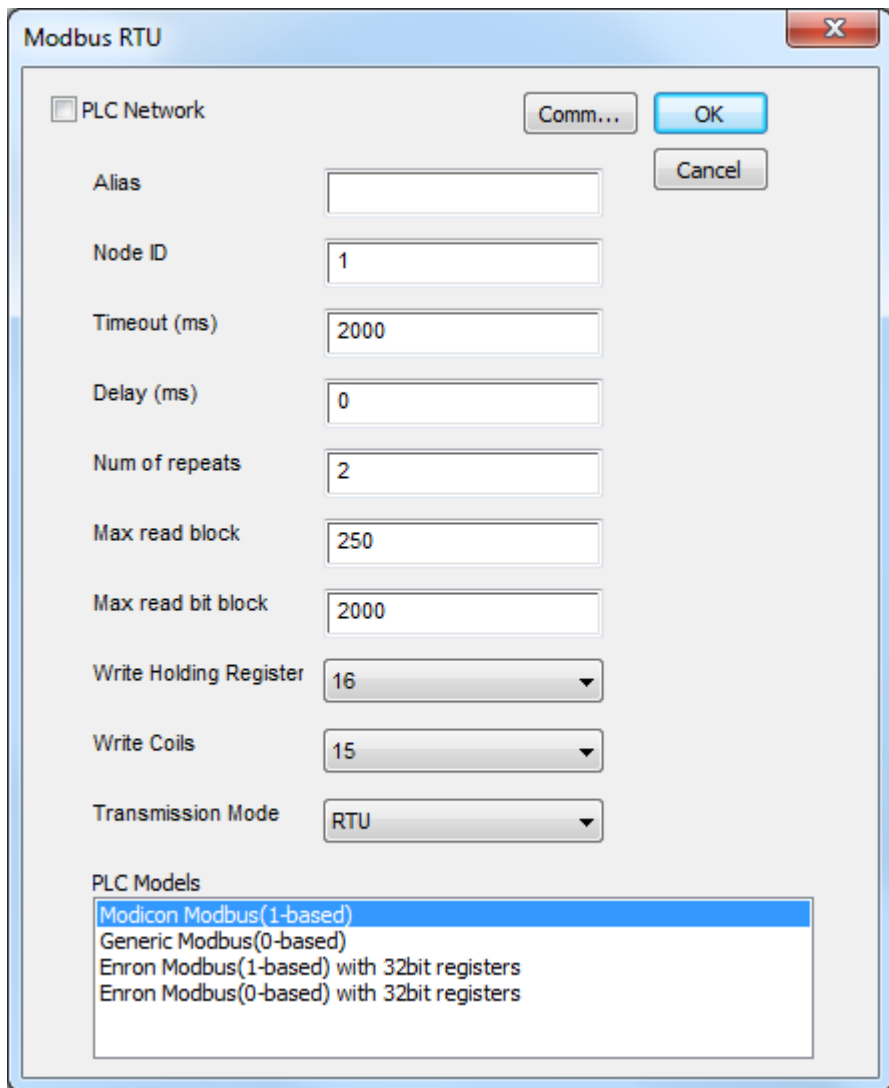 Modbus RTU
PLC Network
Comm...
OK
Cancel
Alias
Node ID
1
Timeout (ms)
2000
Delay (ms)
0
Num of repeats
2
Max read block
250
Max read bit block
2000
Write Holding Register
16
Write Coils
15
Transmission Mode
RTU
PLC Models
Modicon Modbus(1-based)
Generic Modbus(0-based)
Enron Modbus(1-based) with 32bit registers
Enron Modbus(0-based) with 32bit registers